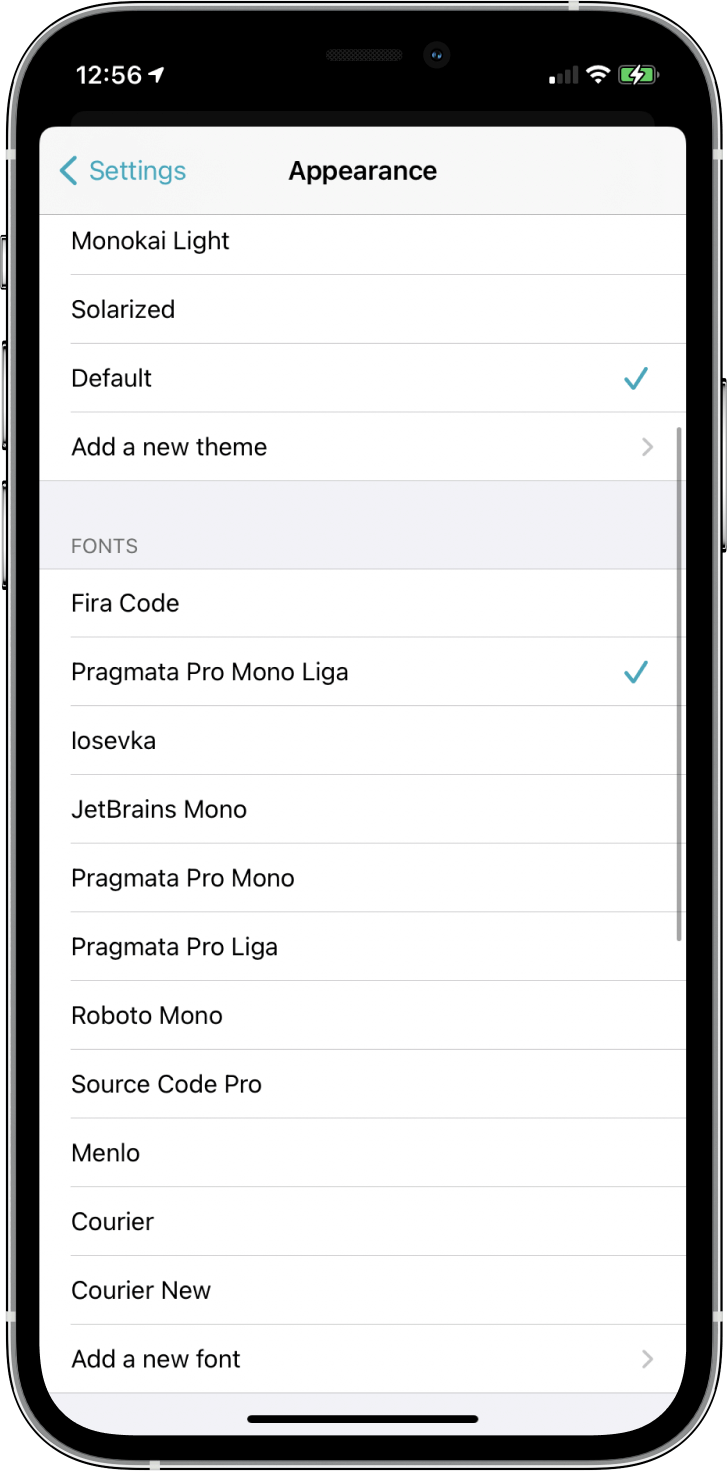 12:56
Settings
Appearance
Monokai Light
Solarized
Default
Add a new theme
FONTS
Fira Code
Pragmata Pro Mono Liga
Iosevka
JetBrains Mono
Pragmata Pro Mono
Pragmata Pro Liga
Roboto Mono
Source Code Pro
Menlo
Courier
Courier New
Add a new font